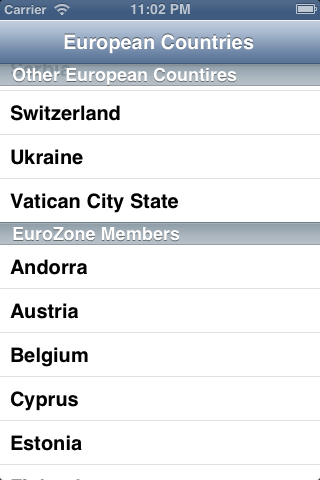 Carrier 11:02 PM
European Countries
Other European Countires
Switzerland
Ukraine
Vatican City State
EuroZone Members
Andorra
Austria
Belgium
Cyprus
Estonia